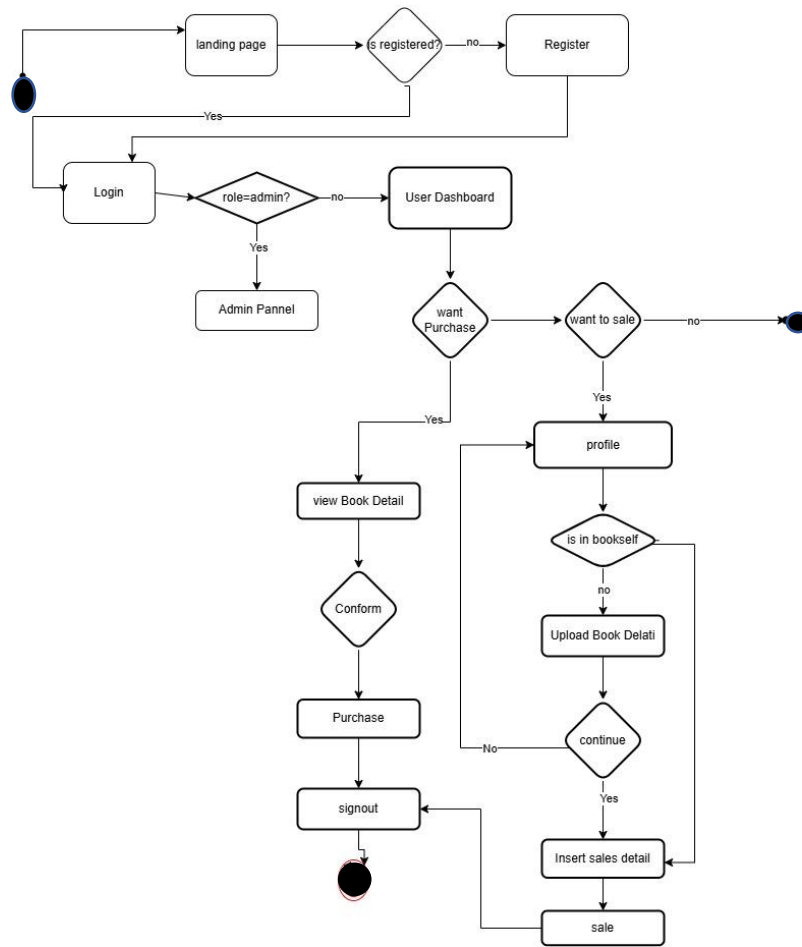 landing page
is registered?
no
Register
Yes
Login
role=admin?
no
User Dashboard
Yes
Admin Pannel
want
Purchase
want to sale
no
Yes
Yes
profile
view Book Detail
is in bookself
no
Conform
Upload Book Delati
Purchase
continue
No
Yes
signout
Insert sales detail
sale